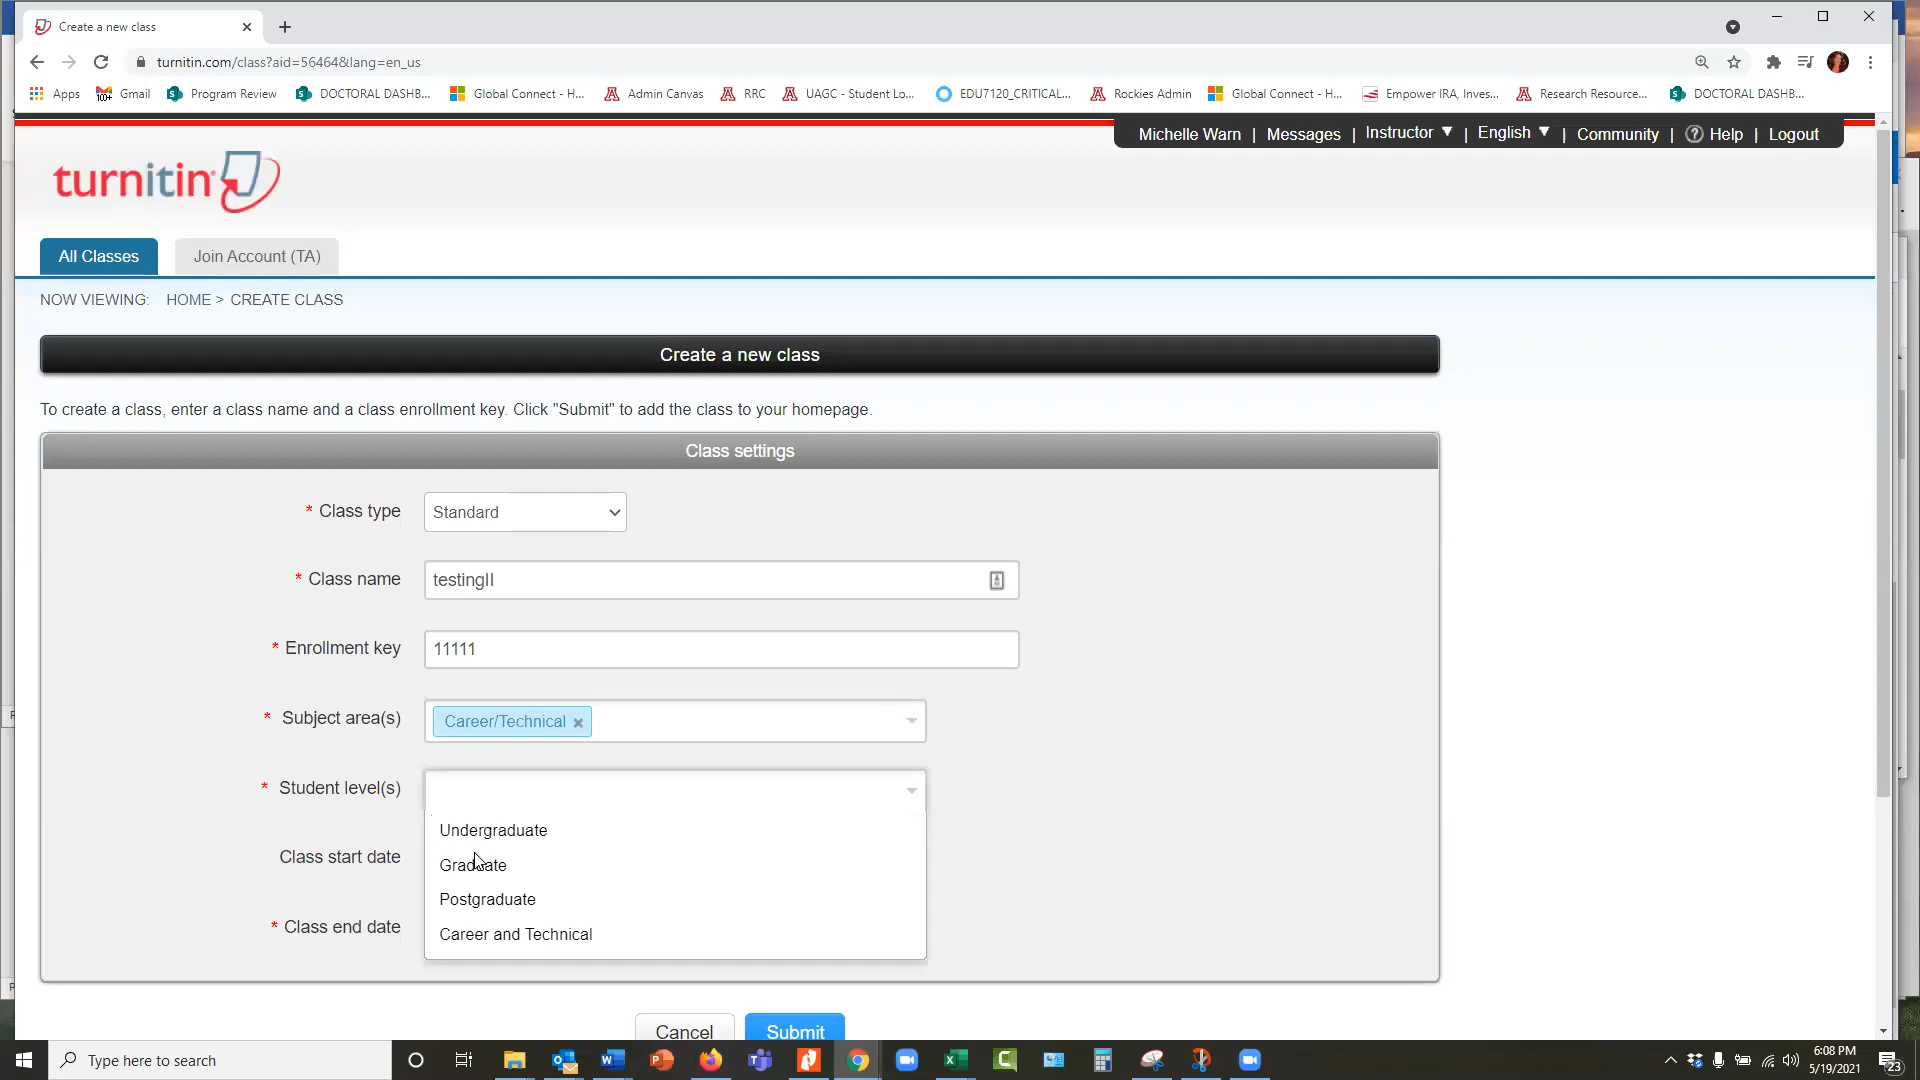 Create a new class
turnitin.com/class?aid=56464&lang=en_us
Apps Gmail Program Review DOCTORAL DASHB... Global Connect - H... Admin Canvas RRC UAGC - Student Lo... EDU7120_CRITICAL... Rockies Admin Global Connect - H... Empower IRA, Inves... Research Resource... DOCTORAL DASHB...
Michelle Warn | Messages | Instructor ▼ | English ▼ | Community | Help | Logout
turnitin
All Classes Join Account (TA)
NOW VIEWING: HOME > CREATE CLASS
Create a new class
To create a class, enter a class name and a class enrollment key. Click "Submit" to add the class to your homepage.
Class settings
* Class type Standard
* Class name testingII
* Enrollment key 11111
* Subject area(s) Career/Technical
* Student level(s)
Undergraduate
Class start date
Graduate
Postgraduate
* Class end date
Career and Technical
Cancel Submit
Type here to search
6:08 PM
5/19/2021
23